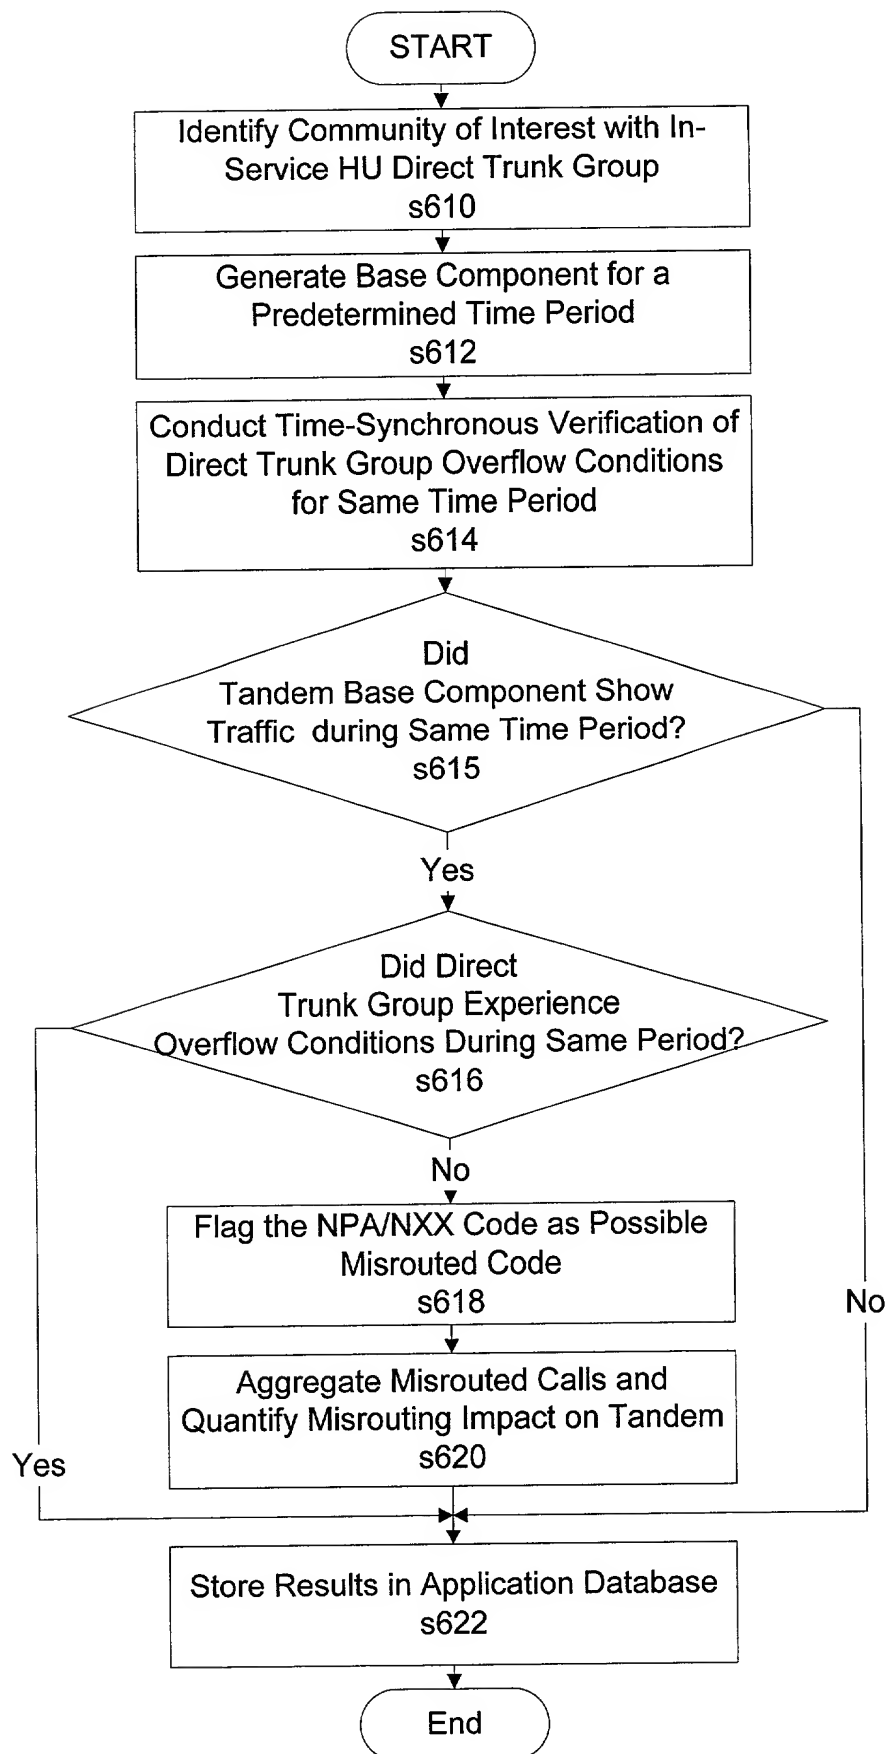 START
Identify Community of Interest with In-
Service HU Direct Trunk Group
s610
Generate Base Component for a
Predetermined Time Period
s612
Conduct Time-Synchronous Verification of
Direct Trunk Group Overflow Conditions
for Same Time Period
s614
Did
Tandem Base Component Show
Traffic during Same Time Period?
s615
Yes
Did Direct
Trunk Group Experience
Overflow Conditions During Same Period?
s616
No
Flag the NPA/NXX Code as Possible
Misrouted Code
s618
No
Aggregate Misrouted Calls and
Quantify Misrouting Impact on Tandem
s620
Yes
Store Results in Application Database
s622
End